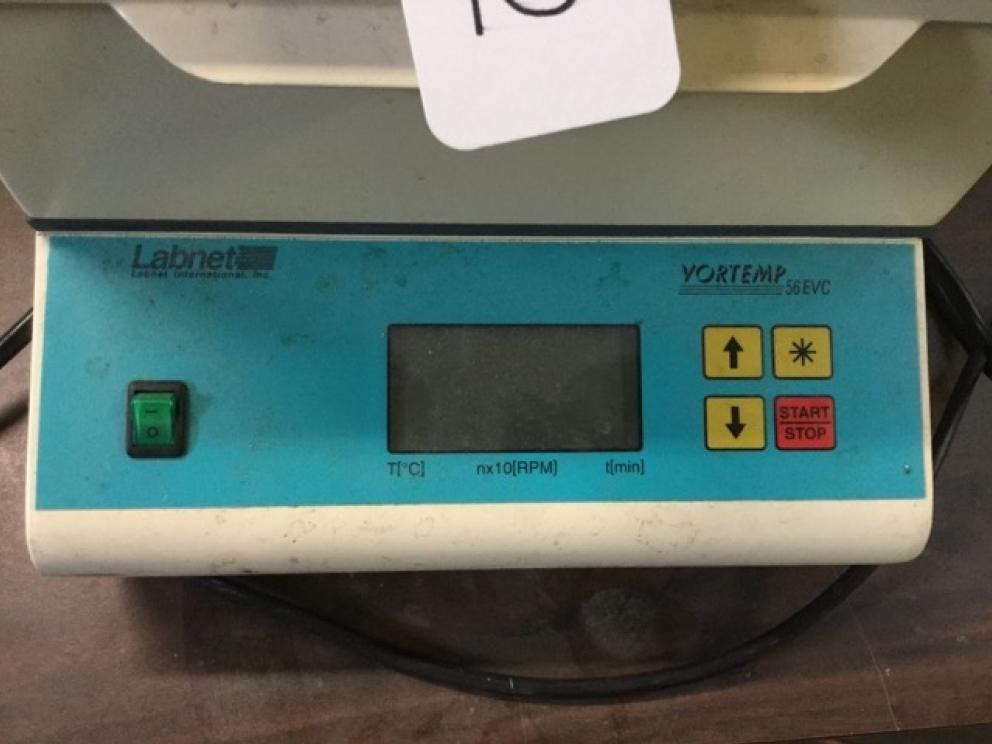 Labnet
Labnet International, Inc.
VORTEMP
56EVC
START
STOP
T[°C] nx10[RPM] t[min]